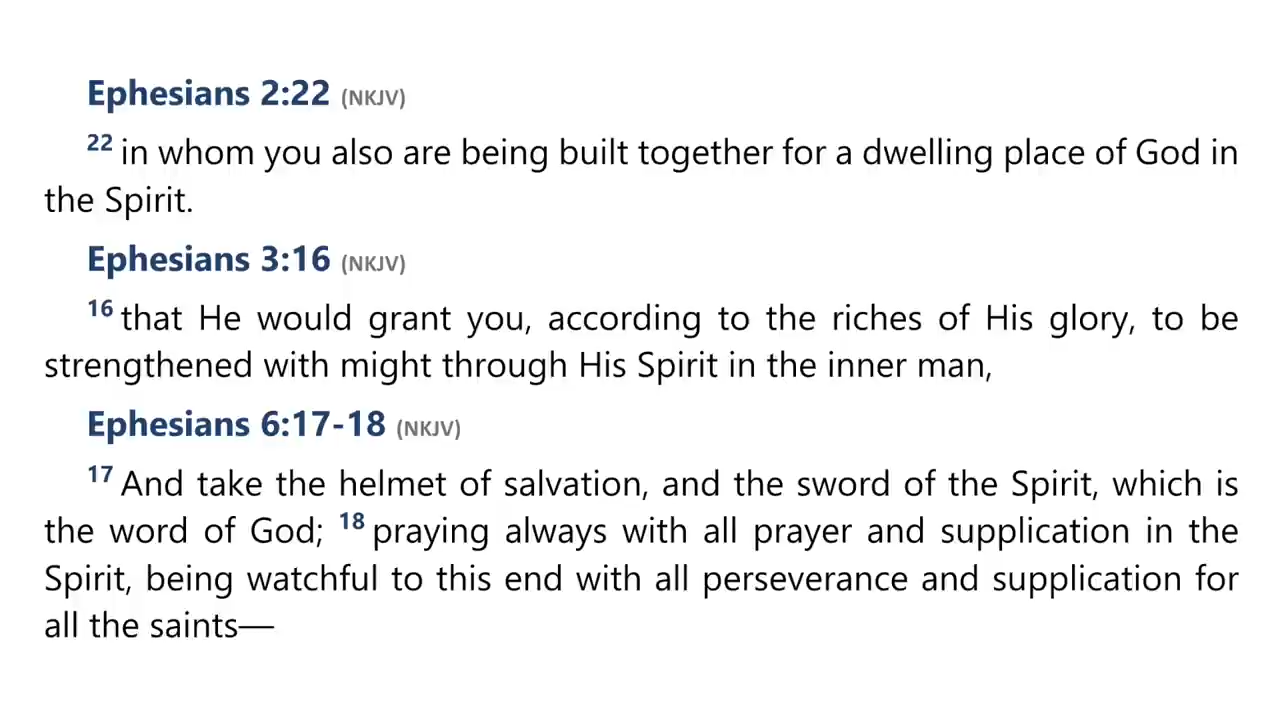 Ephesians 2:22 (NKJV)
22 in whom you also are being built together for a dwelling place of God in
the Spirit.
Ephesians 3:16 (NKJV)
16 that He would grant you, according to the riches of His glory, to be
strengthened with might through His Spirit in the inner man,
Ephesians 6:17-18 (NKJV)
17 And take the helmet of salvation, and the sword of the Spirit, which is
the word of God; 18 praying always with all prayer and supplication in the
Spirit, being watchful to this end with all perseverance and supplication for
all the saints—